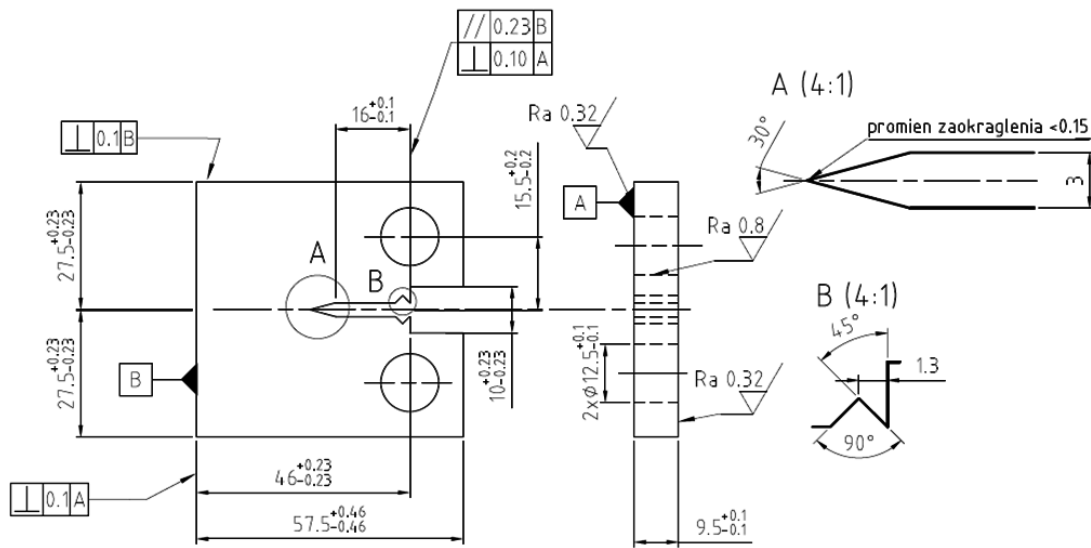 // 0.23 B
⊥ 0.10 A
A (4:1)
16+0.1-0.1
Ra 0.32
promien zaokraglenia <0.15
30°
⊥ 0.1 B
15.5+0.2-0.2
A
3
27.5+0.23-0.23
Ra 0.8
A
B
B (4:1)
45°
1.3
27.5+0.23-0.23
B
10+0.23-0.23
2xφ12.5+0.1-0.1
Ra 0.32
90°
46+0.23-0.23
⊥ 0.1 A
57.5+0.46-0.46
9.5+0.1-0.1